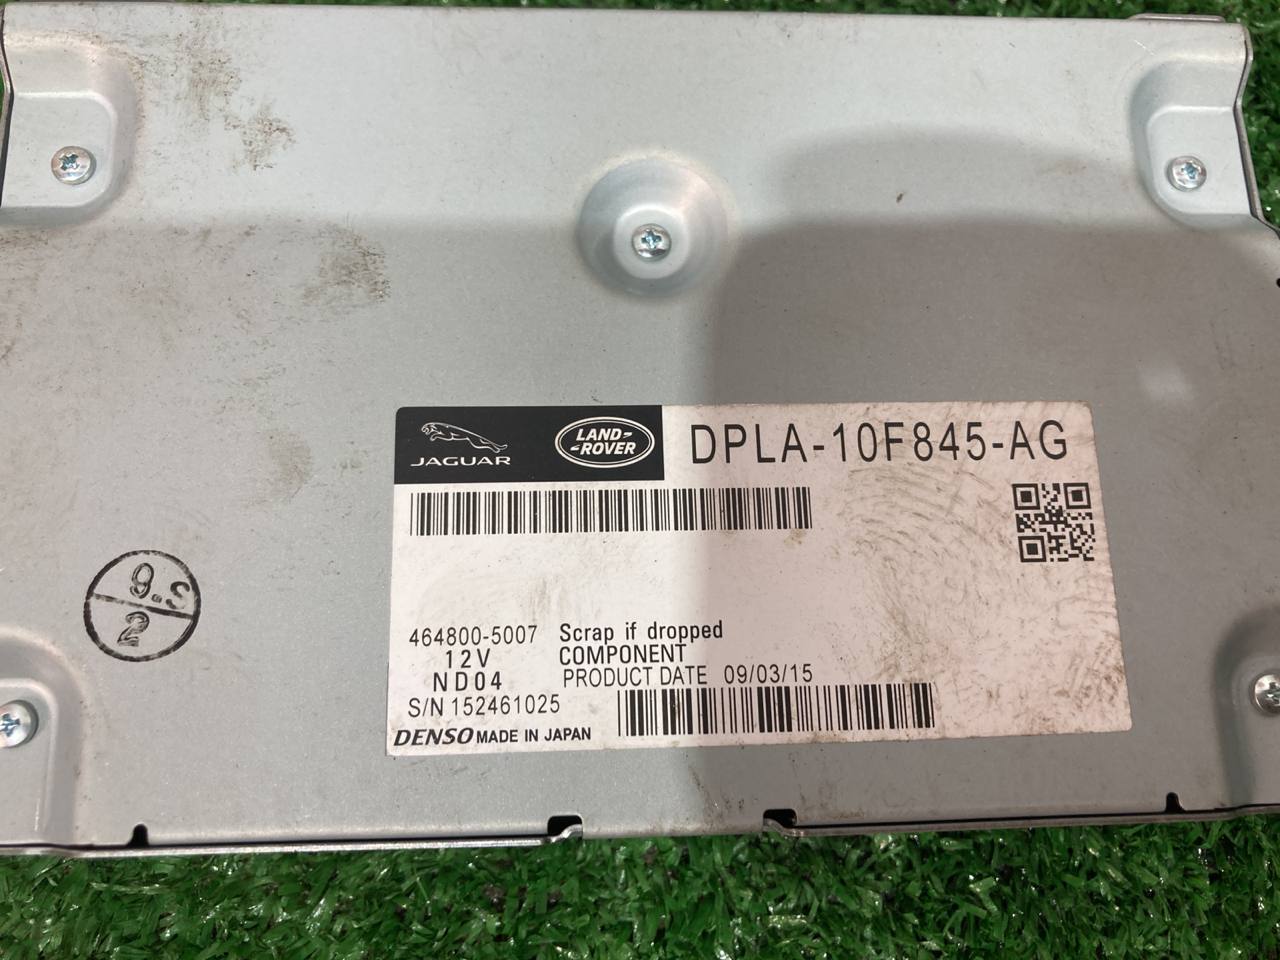 JAGUAR
LAND-
-ROVER
DPLA-10F845-AG
464800-5007 Scrap if dropped
12V COMPONENT
ND04 PRODUCT DATE 09/03/15
S/N 152461025
DENSO MADE IN JAPAN
9.S
2